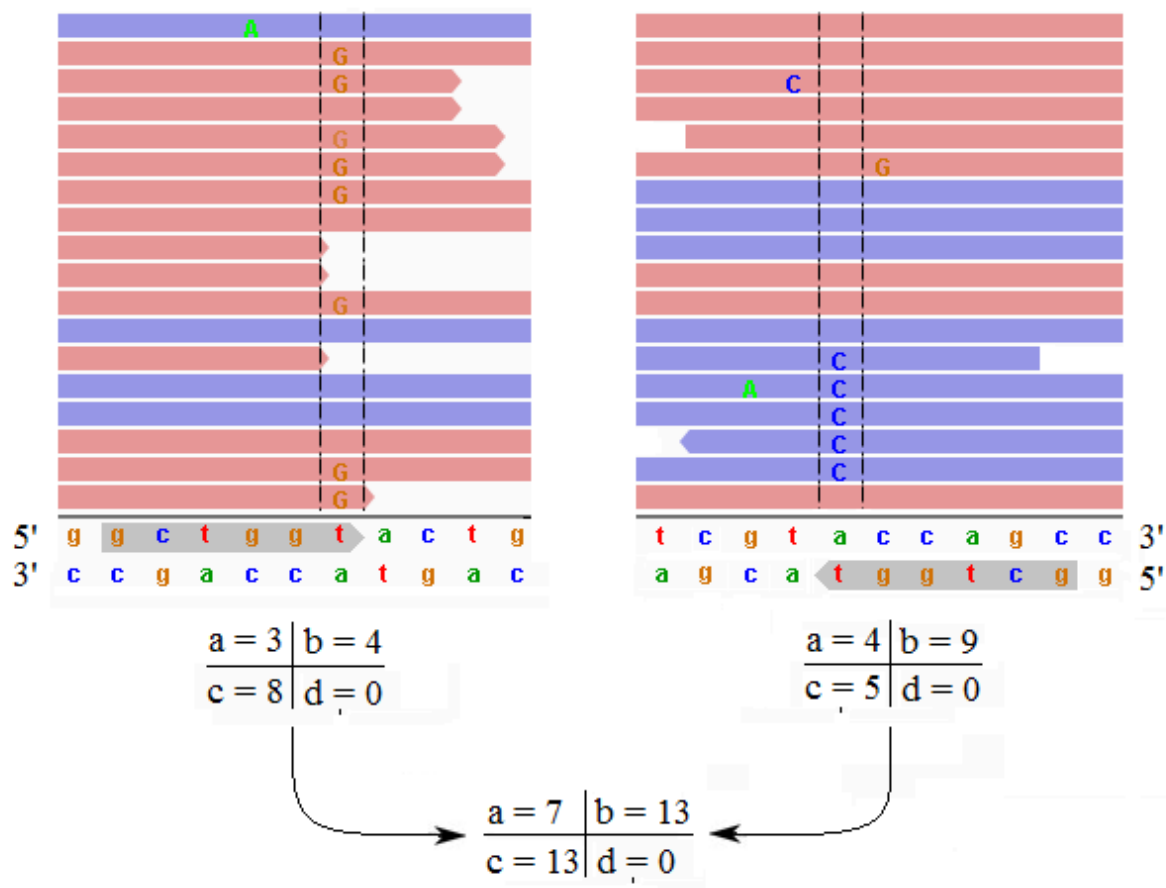 A
G
G
C
G
G
G
G
G
G
C
A
C
C
C
G
C
G
5' g g c t g g t a c t g
t c g t a c c a g c c 3'
3' c c g a c c a t g a c
a g c a t g g t c g g 5'
a = 3 b = 4
c = 8 d = 0
a = 4 b = 9
c = 5 d = 0
a = 7 b = 13
c = 13 d = 0